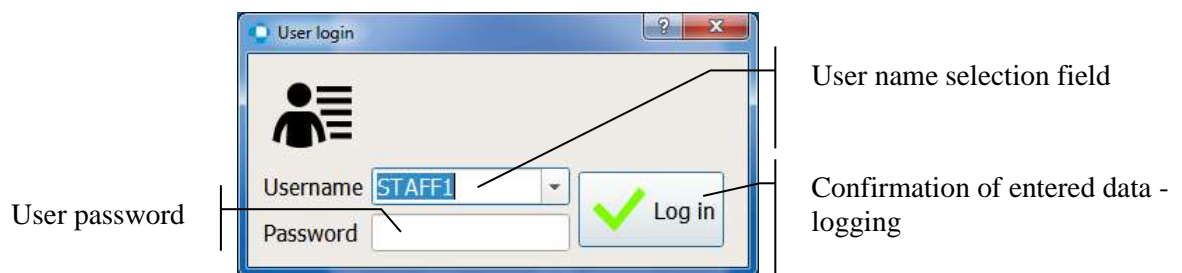 User login
? X
User name selection field
Username STAFF1
Log in
Confirmation of entered data -
logging
User password
Password